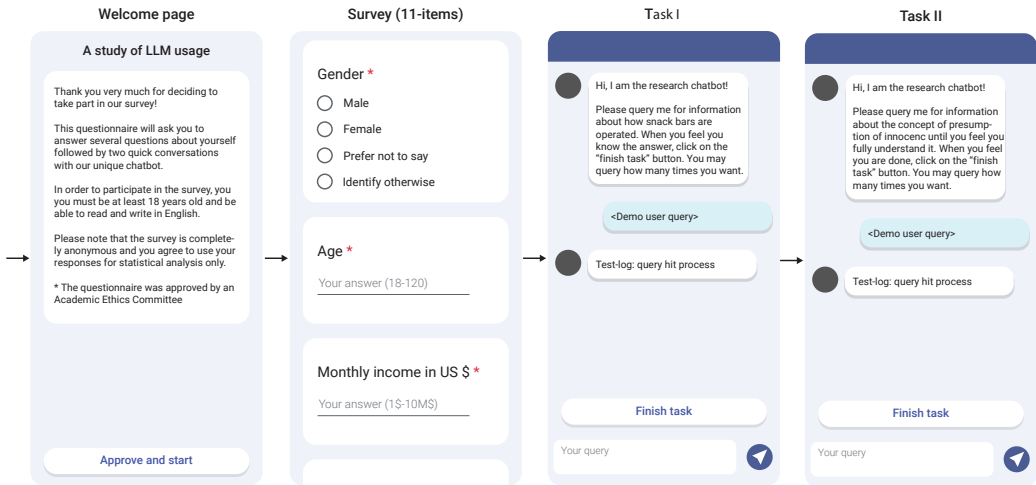 Welcome page
A study of LLM usage
Thank you very much for deciding to
take part in our survey!
This questionnaire will ask you to
answer several questions about yourself
followed by two quick conversations
with our unique chatbot.
In order to participate in the survey, you
you must be at least 18 years old and be
able to read and write in English.
Please note that the survey is complete-
ly anonymous and you agree to use your
responses for statistical analysis only.
* The questionnaire was approved by an
Academic Ethics Committee
Approve and start
Survey (11-items)
Gender *
Male
Female
Prefer not to say
Identify otherwise
Age *
Your answer (18-120)
Monthly income in US $ *
Your answer (1$-10M$)
Task I
Hi, I am the research chatbot!
Please query me for information
about how snack bars are
operated. When you feel you
know the answer, click on the
“finish task” button. You may
query how many times you want.
<Demo user query>
Test-log: query hit process
Finish task
Your query
Task II
Hi, I am the research chatbot!
Please query me for information
about the concept of presump-
tion of innocenc until you feel you
fully understand it. When you feel
you are done, click on the “finish
task” button. You may query how
many times you want.
<Demo user query>
Test-log: query hit process
Finish task
Your query